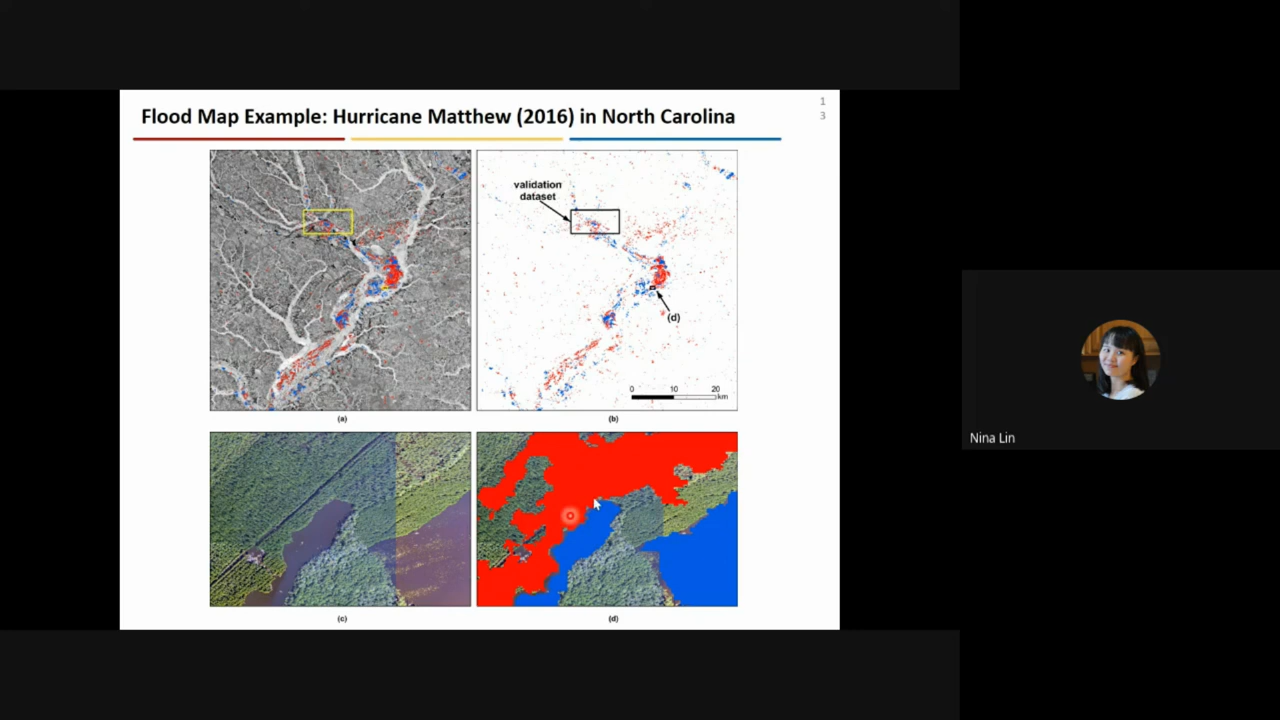 Flood Map Example: Hurricane Matthew (2016) in North Carolina
1
3
validation
dataset
(d)
0 10 20
km
(a)
(b)
(c)
(d)
Nina Lin